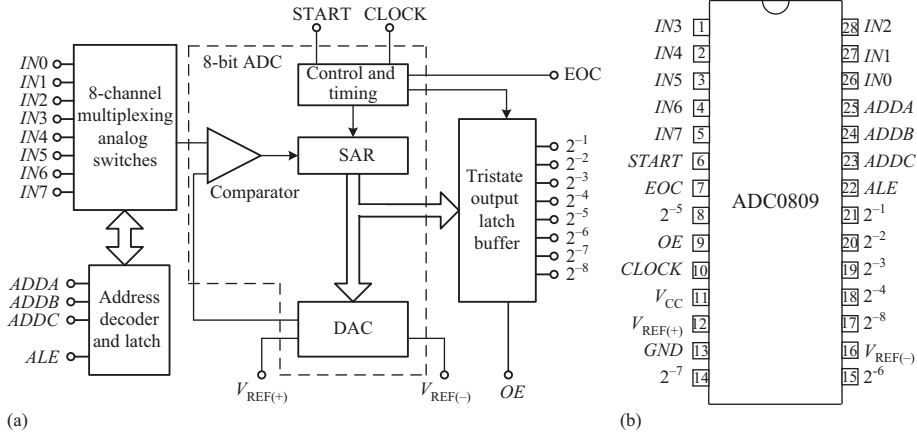 START CLOCK
8-bit ADC
IN0
IN1
IN2
IN3
IN4
IN5
IN6
IN7
8-channel
multiplexing
analog
switches
Control and
timing
EOC
SAR
Comparator
Tristate
output
latch
buffer
2⁻¹
2⁻²
2⁻³
2⁻⁴
2⁻⁵
2⁻⁶
2⁻⁷
2⁻⁸
ADDA
ADDB
ADDC
ALE
Address
decoder
and latch
DAC
V_REF(+)
V_REF(–)
OE
(a)
IN3 1
IN4 2
IN5 3
IN6 4
IN7 5
START 6
EOC 7
2⁻⁵ 8
OE 9
CLOCK 10
V_CC 11
V_REF(+) 12
GND 13
2⁻⁷ 14
ADC0809
28 IN2
27 IN1
26 IN0
25 ADDA
24 ADDB
23 ADDC
22 ALE
21 2⁻¹
20 2⁻²
19 2⁻³
18 2⁻⁴
17 2⁻⁸
16 V_REF(–)
15 2⁻⁶
(b)